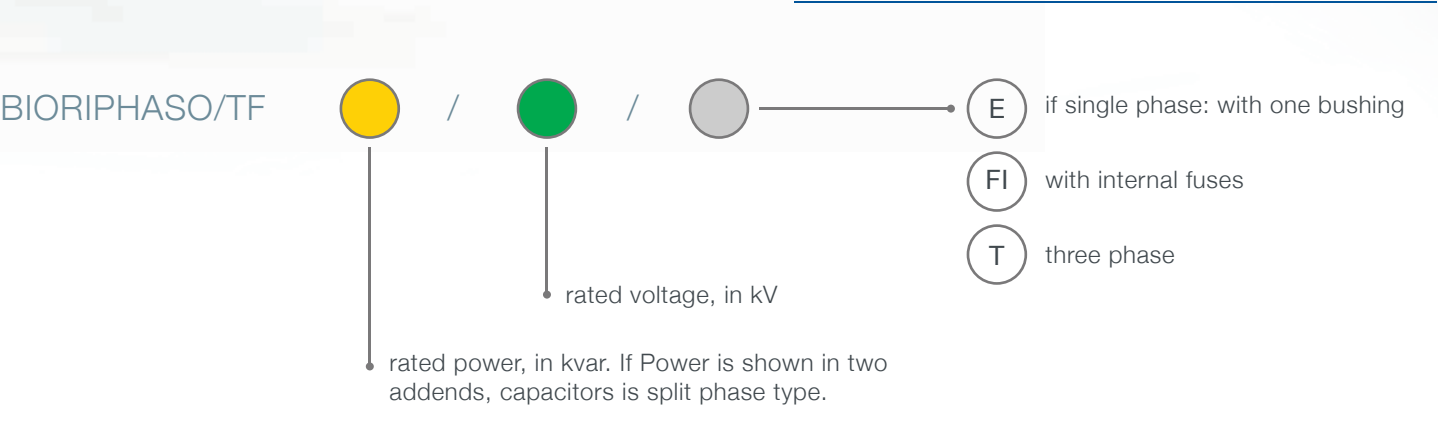 BIORIPHASO/TF / / E if single phase: with one bushing
FI with internal fuses
T three phase
rated voltage, in kV
rated power, in kvar. If Power is shown in two
addends, capacitors is split phase type.